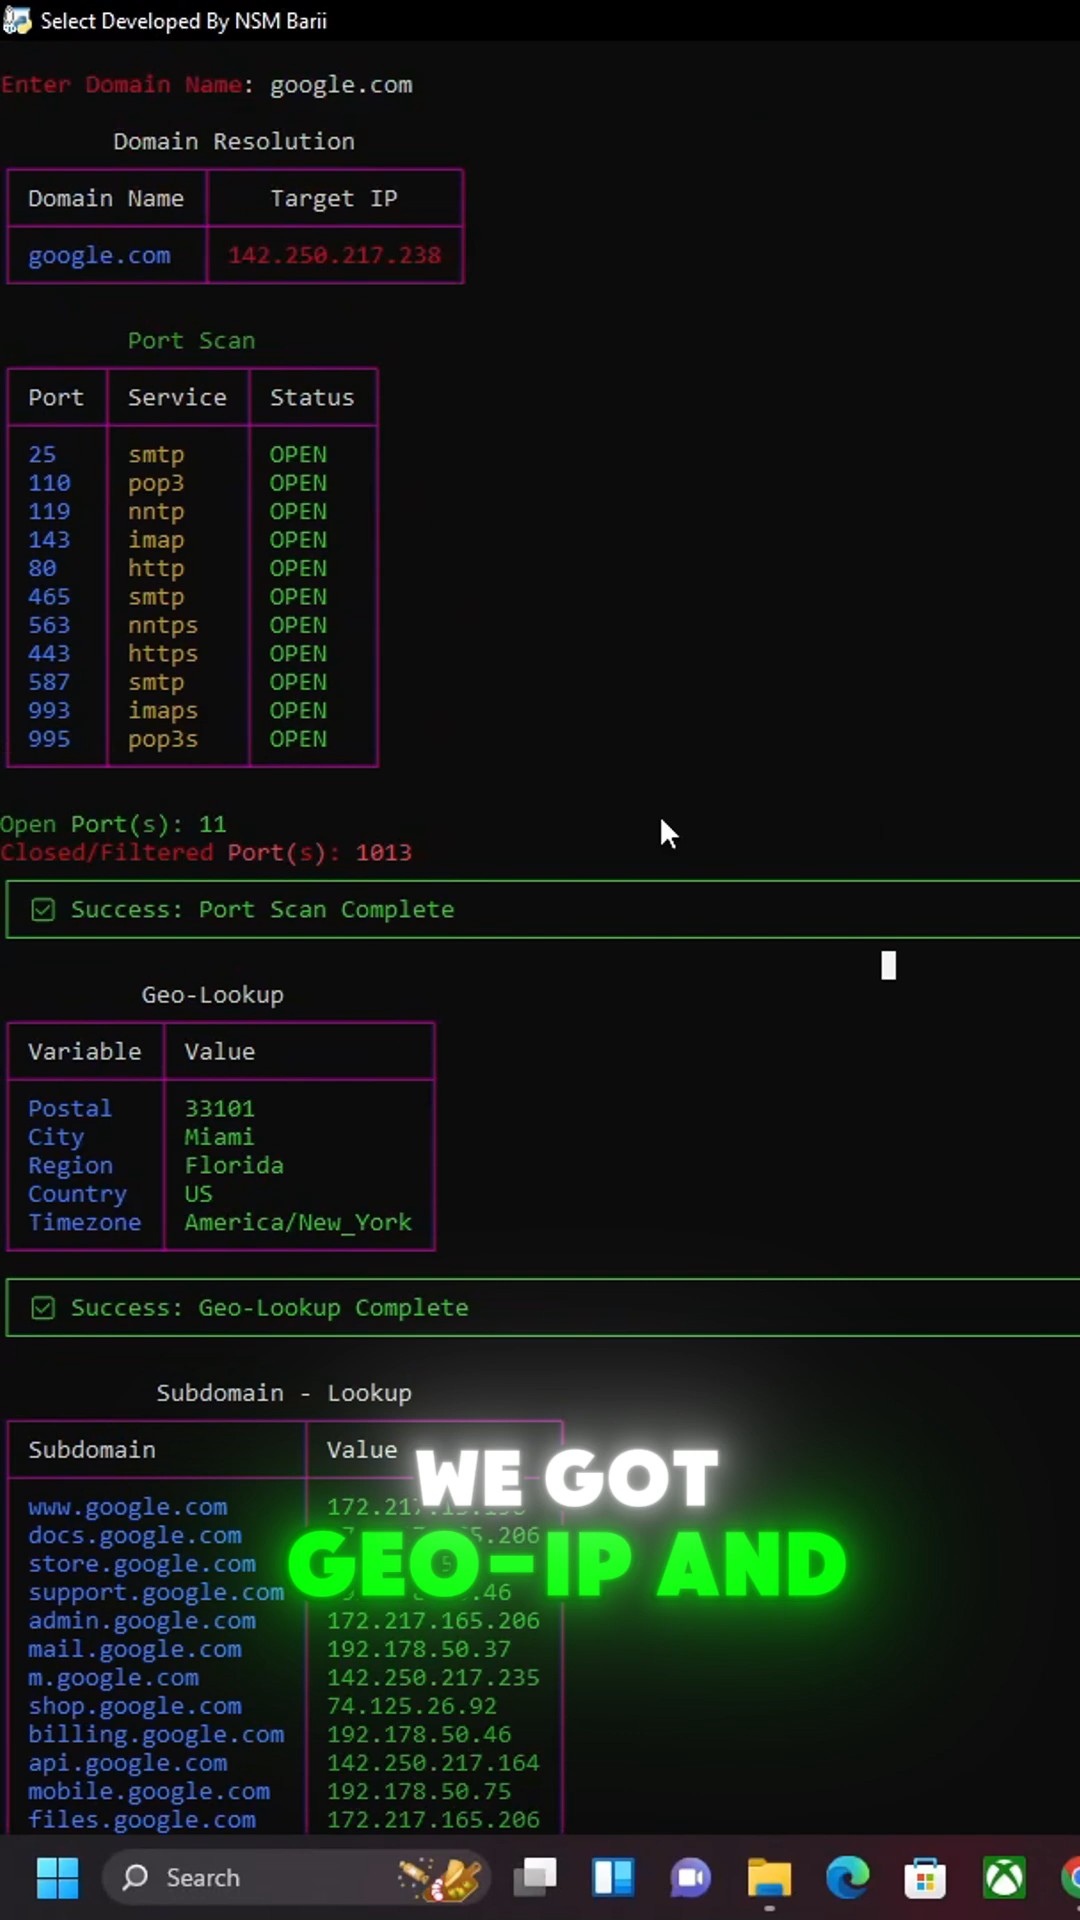 Select Developed By NSM Barii
Enter Domain Name: google.com
Domain Resolution
Domain Name Target IP
google.com 142.250.217.238
Port Scan
Port Service Status
25 smtp OPEN
110 pop3 OPEN
119 nntp OPEN
143 imap OPEN
80 http OPEN
465 smtp OPEN
563 nntps OPEN
443 https OPEN
587 smtp OPEN
993 imaps OPEN
995 pop3s OPEN
Open Port(s): 11
Closed/Filtered Port(s): 1013
Success: Port Scan Complete
Geo-Lookup
Variable Value
Postal 33101
City Miami
Region Florida
Country US
Timezone America/New_York
Success: Geo-Lookup Complete
Subdomain - Lookup
Subdomain Value
WE GOT
GEO-IP AND
www.google.com
docs.google.com
store.google.com
support.google.com
admin.google.com 172.217.165.206
mail.google.com 192.178.50.37
m.google.com 142.250.217.235
shop.google.com 74.125.26.92
billing.google.com 192.178.50.46
api.google.com 142.250.217.164
mobile.google.com 192.178.50.75
files.google.com 172.217.165.206
Search